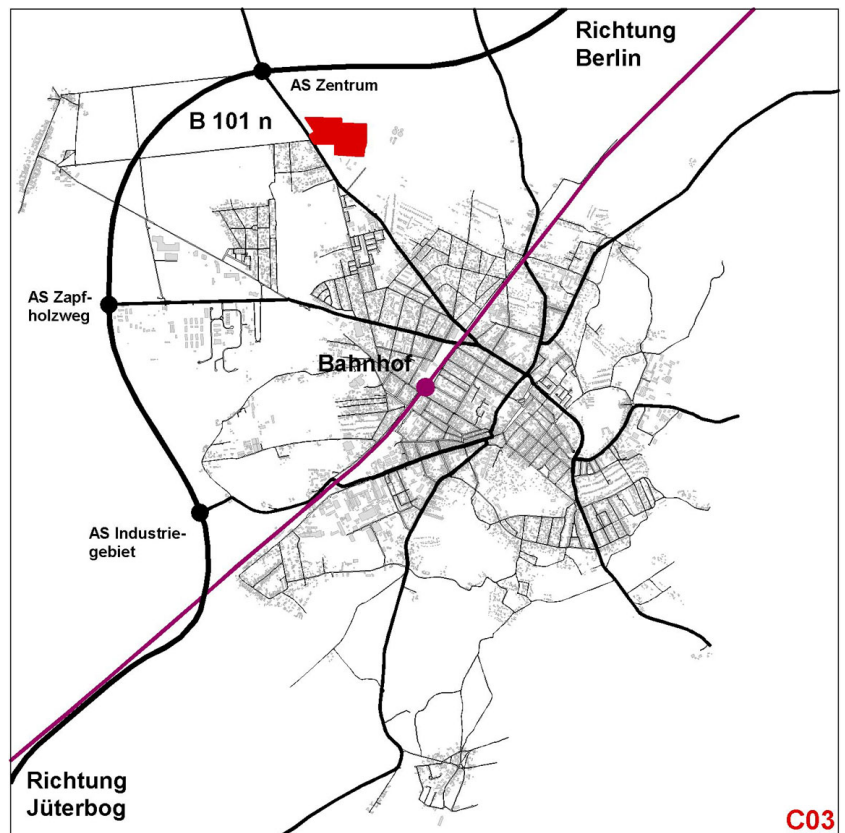 Richtung
Berlin
AS Zentrum
B 101 n
AS Zapf-
holzweg
Bahnhof
AS Industrie-
gebiet
Richtung
Jüterbog
C03